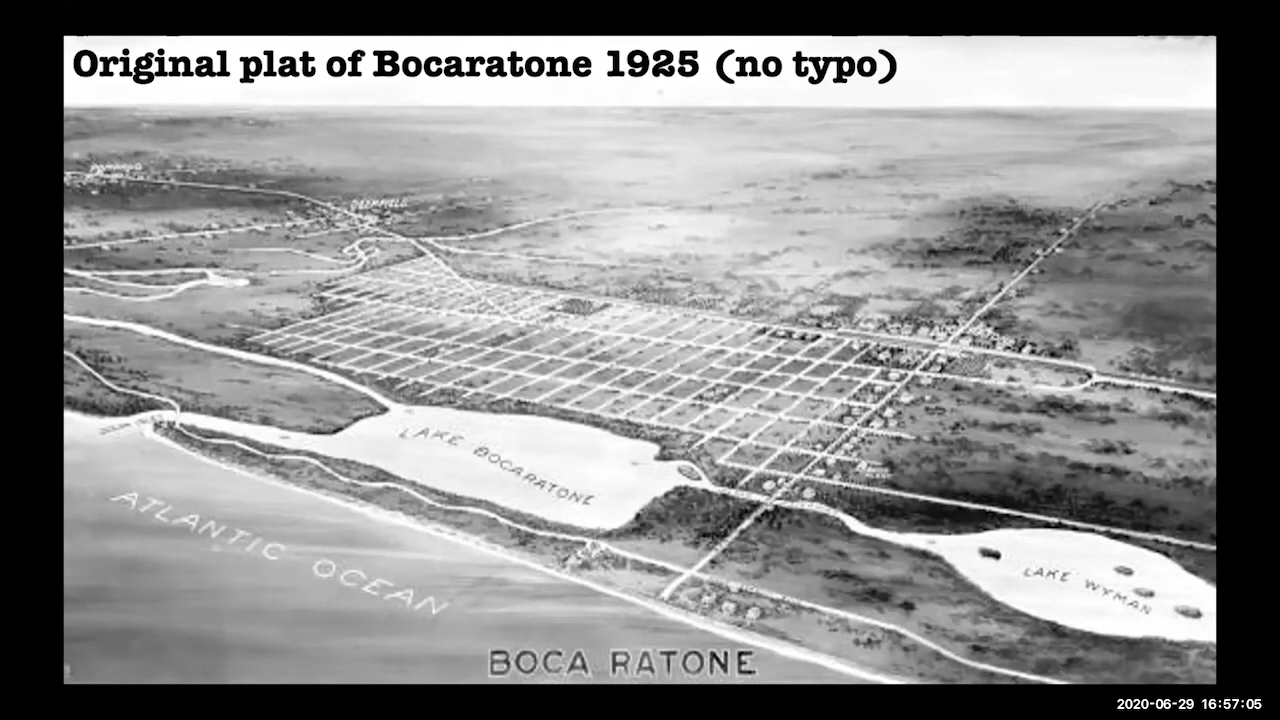 Original plat of Bocaratone 1925 (no typo)
DEERFIELD
LAKE BOCARATONE
ATLANTIC OCEAN
LAKE WYMAN
BOCA RATONE
2020-06-29 16:57:05